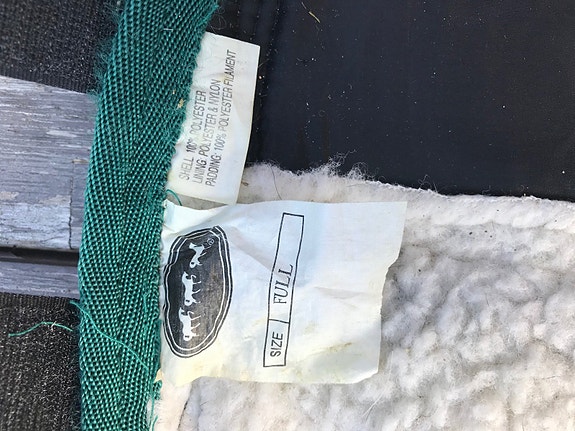 SHELL 100% POLYESTER
LINING: POLYESTER & NYLON
PADDING: 100% POLYESTER FILAMENT
®
SIZE FULL